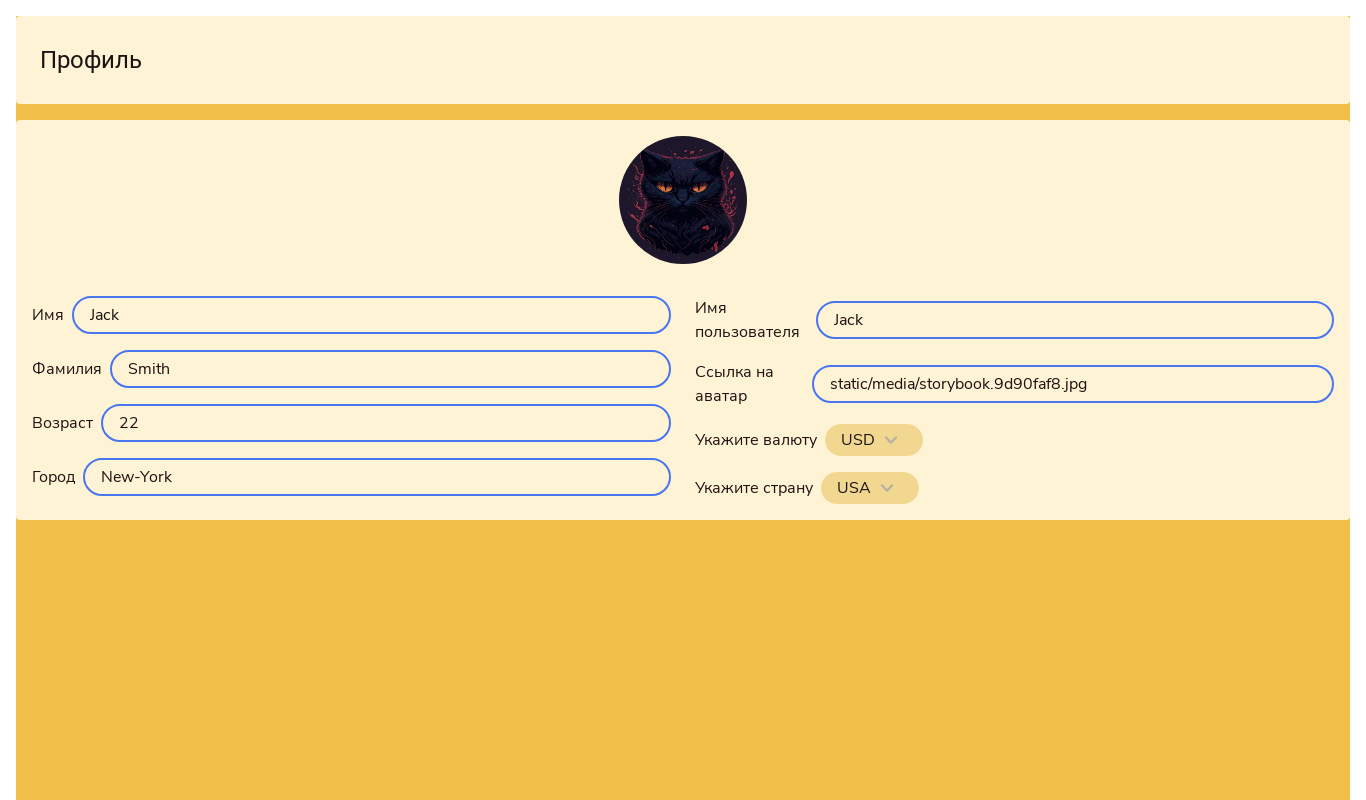 Профиль
Имя
Jack
Фамилия
Smith
Возраст
22
Город
New-York
Имя
пользователя
Jack
Ссылка на
аватар
static/media/storybook.9d90faf8.jpg
Укажите валюту
USD
Укажите страну
USA